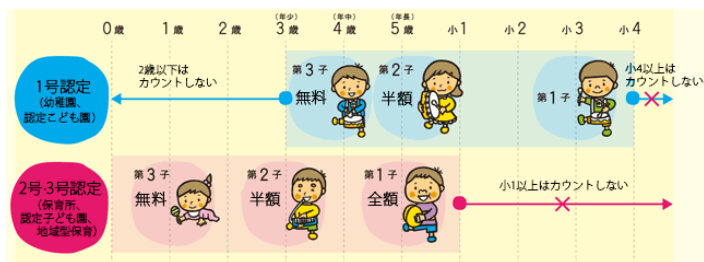 0歳 1歳 2歳 3歳(年少) 4歳(年中) 5歳(年長) 小1 小2 小3 小4
1号認定
(幼稚園、
認定こども園)
2歳以下は
カウントしない
第3子
無料
第2子
半額
第1子
小4以上は
カウントしない
2号・3号認定
(保育所、
認定子ども園、
地域型保育)
第3子
無料
第2子
半額
第1子
全額
小1以上はカウントしない